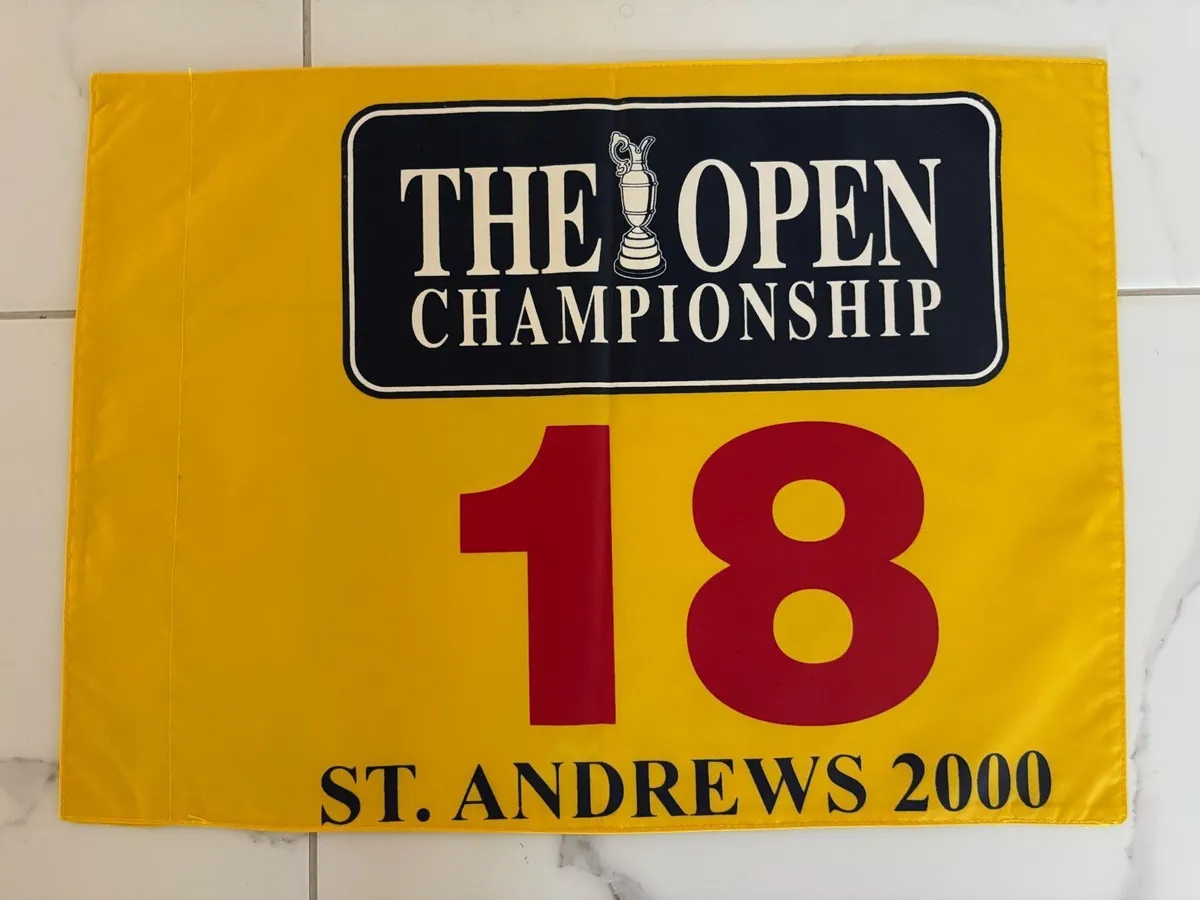 THE OPEN
CHAMPIONSHIP
18
ST. ANDREWS 2000